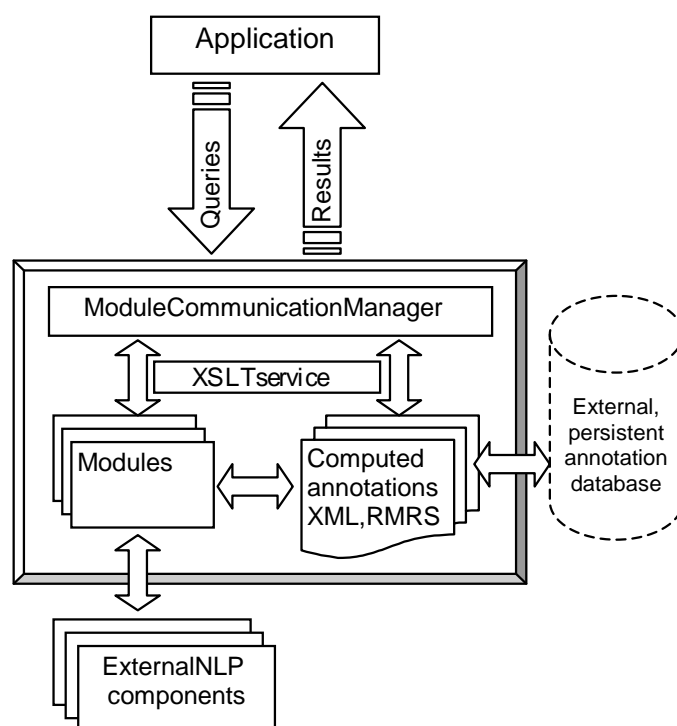 Application
Queries
Results
ModuleCommunicationManager
XSLTservice
Modules
Computed
annotations
XML,RMRS
External,
persistent
annotation
database
ExternalNLP
components